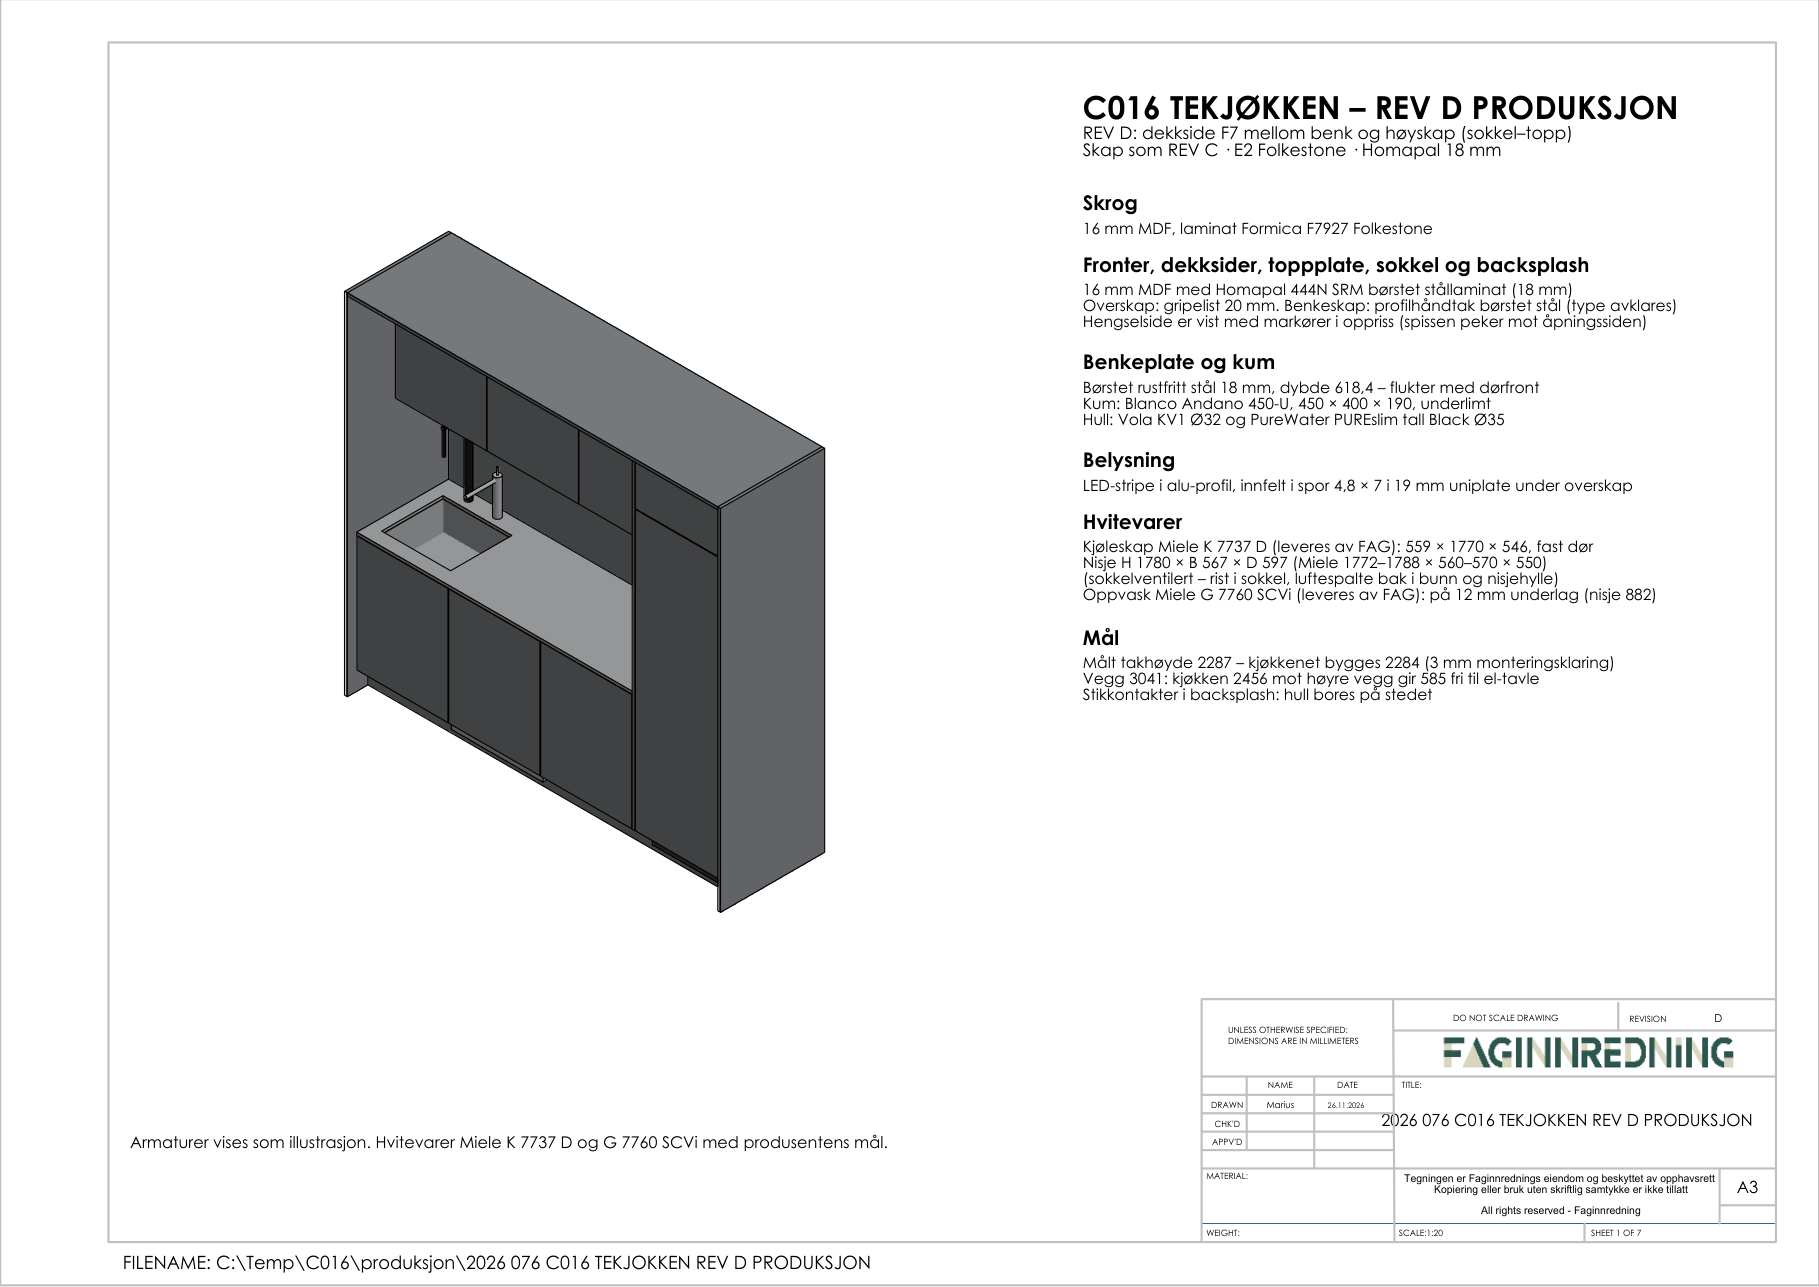 C016 TEKJØKKEN – REV D PRODUKSJON
REV D: dekkside F7 mellom benk og høyskap (sokkel–topp)
Skap som REV C · E2 Folkestone · Homapal 18 mm
Skrog
16 mm MDF, laminat Formica F7927 Folkestone
Fronter, dekksider, toppplate, sokkel og backsplash
16 mm MDF med Homapal 444N SRM børstet stållaminat (18 mm)
Overskap: gripelist 20 mm. Benkeskap: profilhåndtak børstet stål (type avklares)
Hengselside er vist med markører i oppriss (spissen peker mot åpningssiden)
Benkeplate og kum
Børstet rustfritt stål 18 mm, dybde 618,4 – flukter med dørfront
Kum: Blanco Andano 450-U, 450 × 400 × 190, underlimt
Hull: Vola KV1 Ø32 og PureWater PUREslim tall Black Ø35
Belysning
LED-stripe i alu-profil, innfelt i spor 4,8 × 7 i 19 mm uniplate under overskap
Hvitevarer
Kjøleskap Miele K 7737 D (leveres av FAG): 559 × 1770 × 546, fast dør
Nisje H 1780 × B 567 × D 597 (Miele 1772–1788 × 560–570 × 550)
(sokkelventilert – rist i sokkel, luftespalte bak i bunn og nisjehylle)
Oppvask Miele G 7760 SCVi (leveres av FAG): på 12 mm underlag (nisje 882)
Mål
Målt takhøyde 2287 – kjøkkenet bygges 2284 (3 mm monteringsklaring)
Vegg 3041: kjøkken 2456 mot høyre vegg gir 585 fri til el-tavle
Stikkontakter i backsplash: hull bores på stedet
Armaturer vises som illustrasjon. Hvitevarer Miele K 7737 D og G 7760 SCVi med produsentens mål.
UNLESS OTHERWISE SPECIFIED:
DIMENSIONS ARE IN MILLIMETERS
DO NOT SCALE DRAWING
REVISION D
FAGINNREDNING
NAME DATE
DRAWN Marius 26.11.2026
CHK'D
APPV'D
TITLE:
2026 076 C016 TEKJOKKEN REV D PRODUKSJON
MATERIAL:
Tegningen er Faginnrednings eiendom og beskyttet av opphavsrett
Kopiering eller bruk uten skriftlig samtykke er ikke tillatt
All rights reserved - Faginnredning
A3
WEIGHT:
SCALE:1:20
SHEET 1 OF 7
FILENAME: C:\Temp\C016\produksjon\2026 076 C016 TEKJOKKEN REV D PRODUKSJON